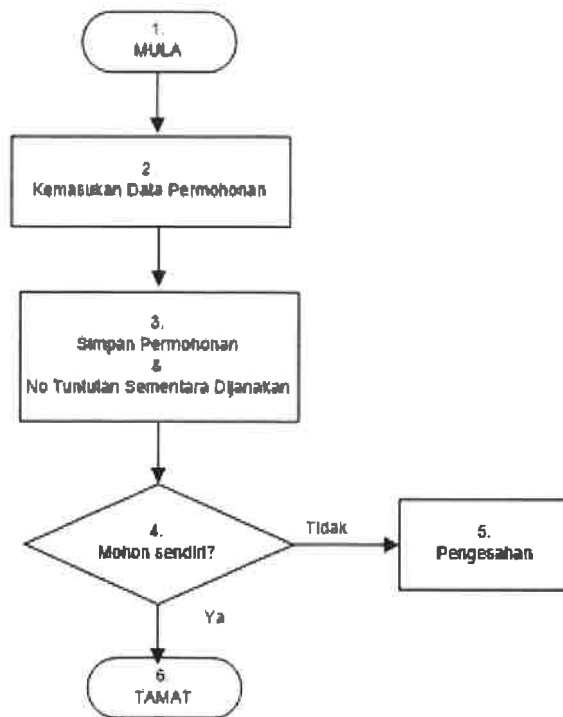 1.
MULA
2
Kemasukan Data Permohonan
3.
Simpan Permohonan
&
No Tuntutan Sementara Dijanakan
4.
Mohon sendiri?
Tidak
5.
Pengesahan
Ya
6.
TAMAT